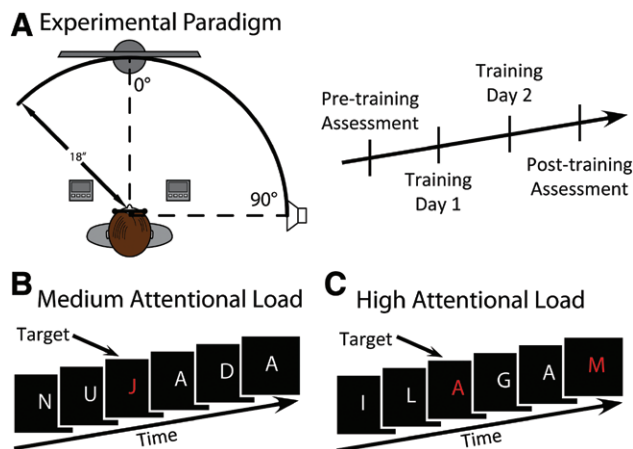 A Experimental Paradigm
0°
18"
90°
Pre-training
Assessment
Training
Day 1
Training
Day 2
Post-training
Assessment
B Medium Attentional Load
Target
N U J A D A
Time
C High Attentional Load
Target
I L A G A M
Time